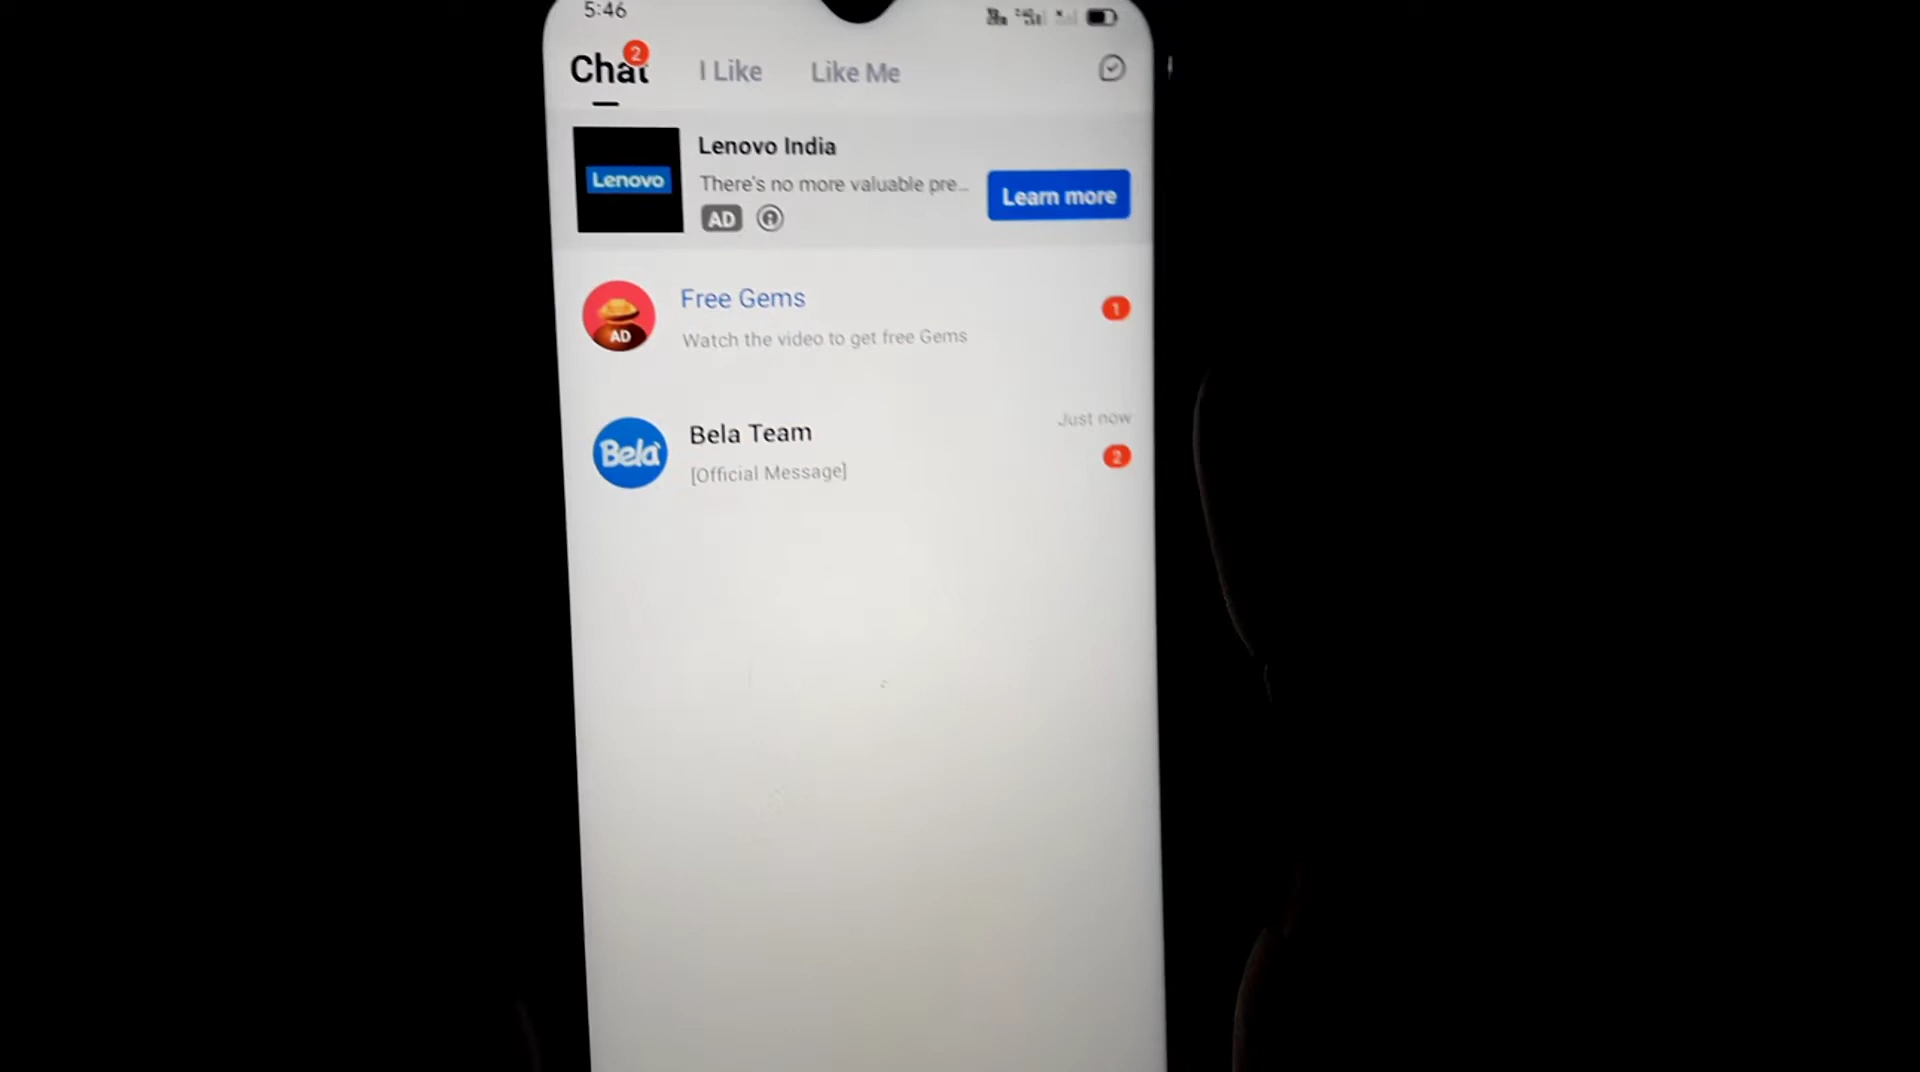 5:46
Chat 2 I Like Like Me
Lenovo
Lenovo India
There's no more valuable pre...
AD
Learn more
AD
Free Gems
1
Watch the video to get free Gems
Bela
Bela Team
Just now
[Official Message]
2